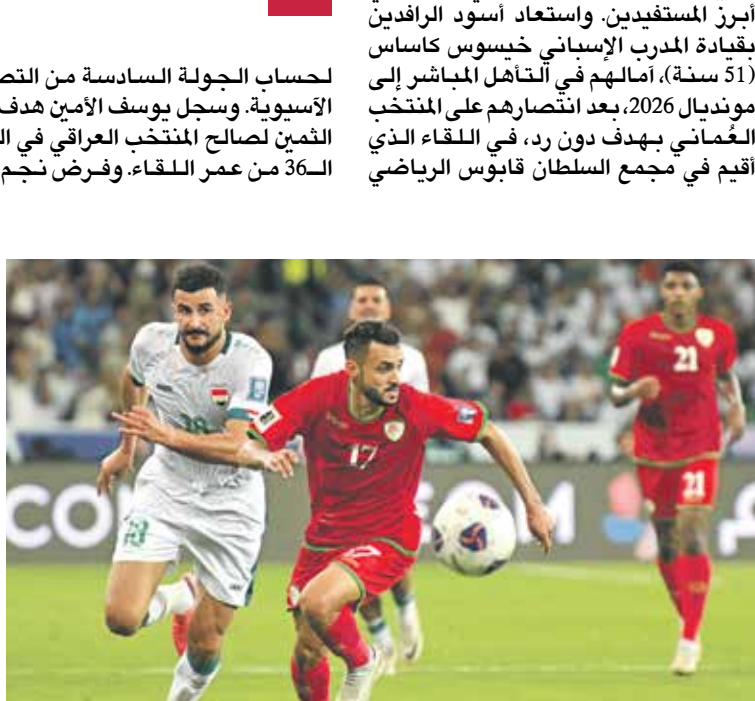 أبرز المستفيدين. واستعاد أسود الرافدين
بقيادة المدرب الإسباني خيسوس كاساس
(51 سنة)، آمالهم في التأهل المباشر إلى
مونديال 2026، بعد انتصارهم على المنتخب
العُماني بهدف دون رد، في اللقاء الذي
أقيم في مجمع السلطان قابوس الرياضي
لحساب الجولة السادسة من
الآسيوية. وسجل يوسف الأمين هدف
الثمين لصالح المنتخب العراقي في
الـ36 من عمر اللقاء. وفرض نجم
17
21
21
17